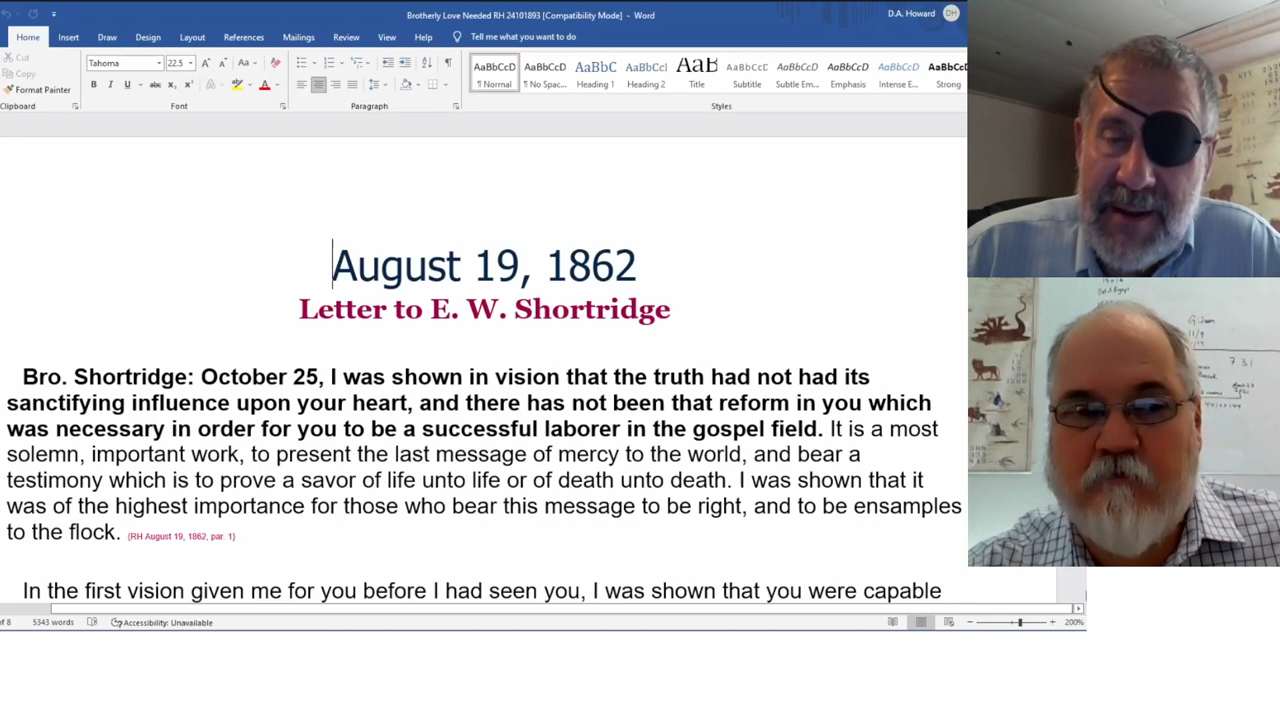 Brotherly Love Needed RH 24101893 [Compatibility Mode] - Word
D.A. Howard
DH
Home Insert Draw Design Layout References Mailings Review View Help Tell me what you want to do
Cut
Copy
Format Painter
Clipboard
Tahoma 22.5
Font
Paragraph
AaBbCcD AaBbCcD AaBbC AaBbCcD AaB AaBbCcD AaBbCcD AaBbCcD AaBbCcD AaBbCcD
¶ Normal ¶ No Spac... Heading 1 Heading 2 Title Subtitle Subtle Em... Emphasis Intense E... Strong
Styles
August 19, 1862
Letter to E. W. Shortridge
Bro. Shortridge: October 25, I was shown in vision that the truth had not had its
sanctifying influence upon your heart, and there has not been that reform in you which
was necessary in order for you to be a successful laborer in the gospel field. It is a most
solemn, important work, to present the last message of mercy to the world, and bear a
testimony which is to prove a savor of life unto life or of death unto death. I was shown that it
was of the highest importance for those who bear this message to be right, and to be ensamples
to the flock. {RH August 19, 1862, par. 1}
In the first vision given me for you before I had seen you, I was shown that you were capable
of 8 5343 words Accessibility: Unavailable
200%